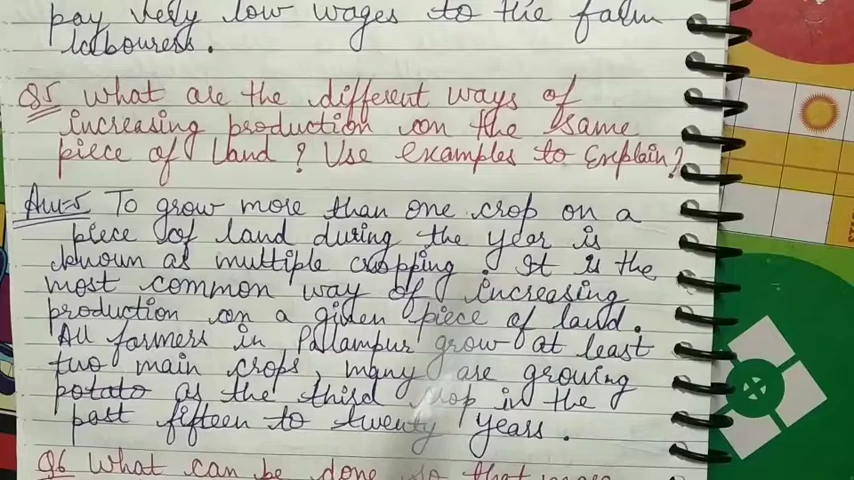 pay very low wages to the farm
labourers.
Q5 What are the different ways of
increasing production on the same
piece of land? Use examples to Explain?
Ans-5 To grow more than one crop on a
piece of land during the year is
known as multiple cropping. It is the
most common way of increasing
production on a given piece of land.
All farmers in Pallampur grow at least
two main crops, many are growing
potato as the third crop in the
past fifteen to twenty years.
Q6 What can be done so that more